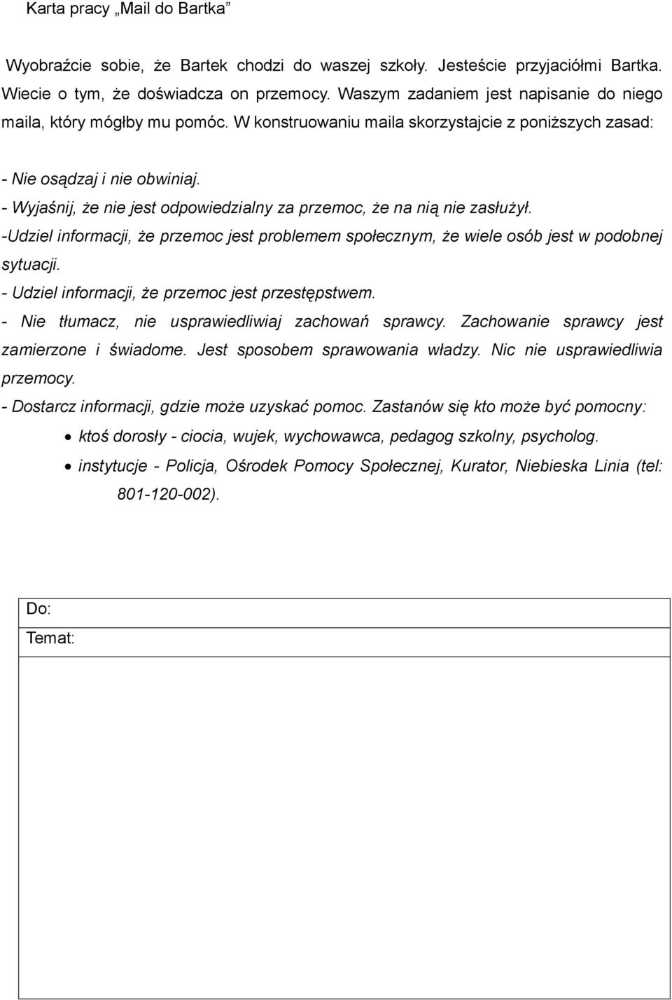 Karta pracy „Mail do Bartka”
Wyobraźcie sobie, że Bartek chodzi do waszej szkoły. Jesteście przyjaciółmi Bartka.
Wiecie o tym, że doświadcza on przemocy. Waszym zadaniem jest napisanie do niego
maila, który mógłby mu pomóc. W konstruowaniu maila skorzystajcie z poniższych zasad:
- Nie osądzaj i nie obwiniaj.
- Wyjaśnij, że nie jest odpowiedzialny za przemoc, że na nią nie zasłużył.
-Udziel informacji, że przemoc jest problemem społecznym, że wiele osób jest w podobnej
sytuacji.
- Udziel informacji, że przemoc jest przestępstwem.
- Nie tłumacz, nie usprawiedliwiaj zachowań sprawcy. Zachowanie sprawcy jest
zamierzone i świadome. Jest sposobem sprawowania władzy. Nic nie usprawiedliwia
przemocy.
- Dostarcz informacji, gdzie może uzyskać pomoc. Zastanów się kto może być pomocny:
• ktoś dorosły - ciocia, wujek, wychowawca, pedagog szkolny, psycholog.
• instytucje - Policja, Ośrodek Pomocy Społecznej, Kurator, Niebieska Linia (tel:
801-120-002).
Do:
Temat: